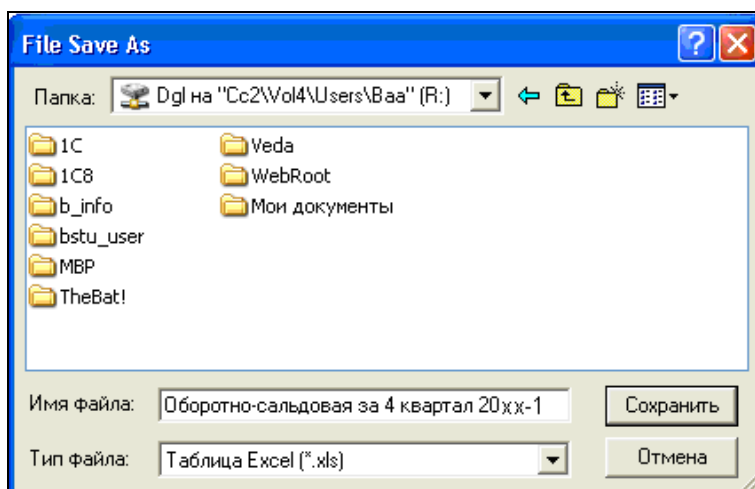 File Save As
Папка: Dgl на "Cc2\Vol4\Users\Baa" (R:)
1C
1C8
b_info
bstu_user
MBP
TheBat!
Veda
WebRoot
Мои документы
Имя файла: Оборотно-сальдовая за 4 квартал 20xx-1
Сохранить
Тип файла: Таблица Excel (*.xls)
Отмена